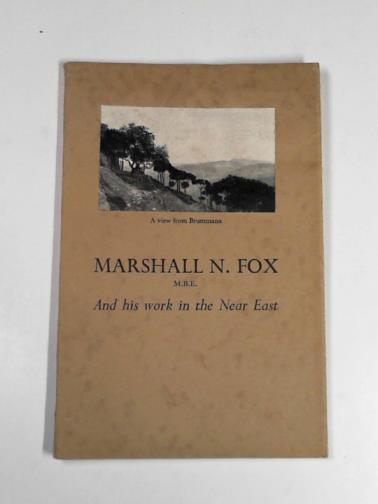 A view from Brummana
MARSHALL N. FOX
M.B.E.
And his work in the Near East